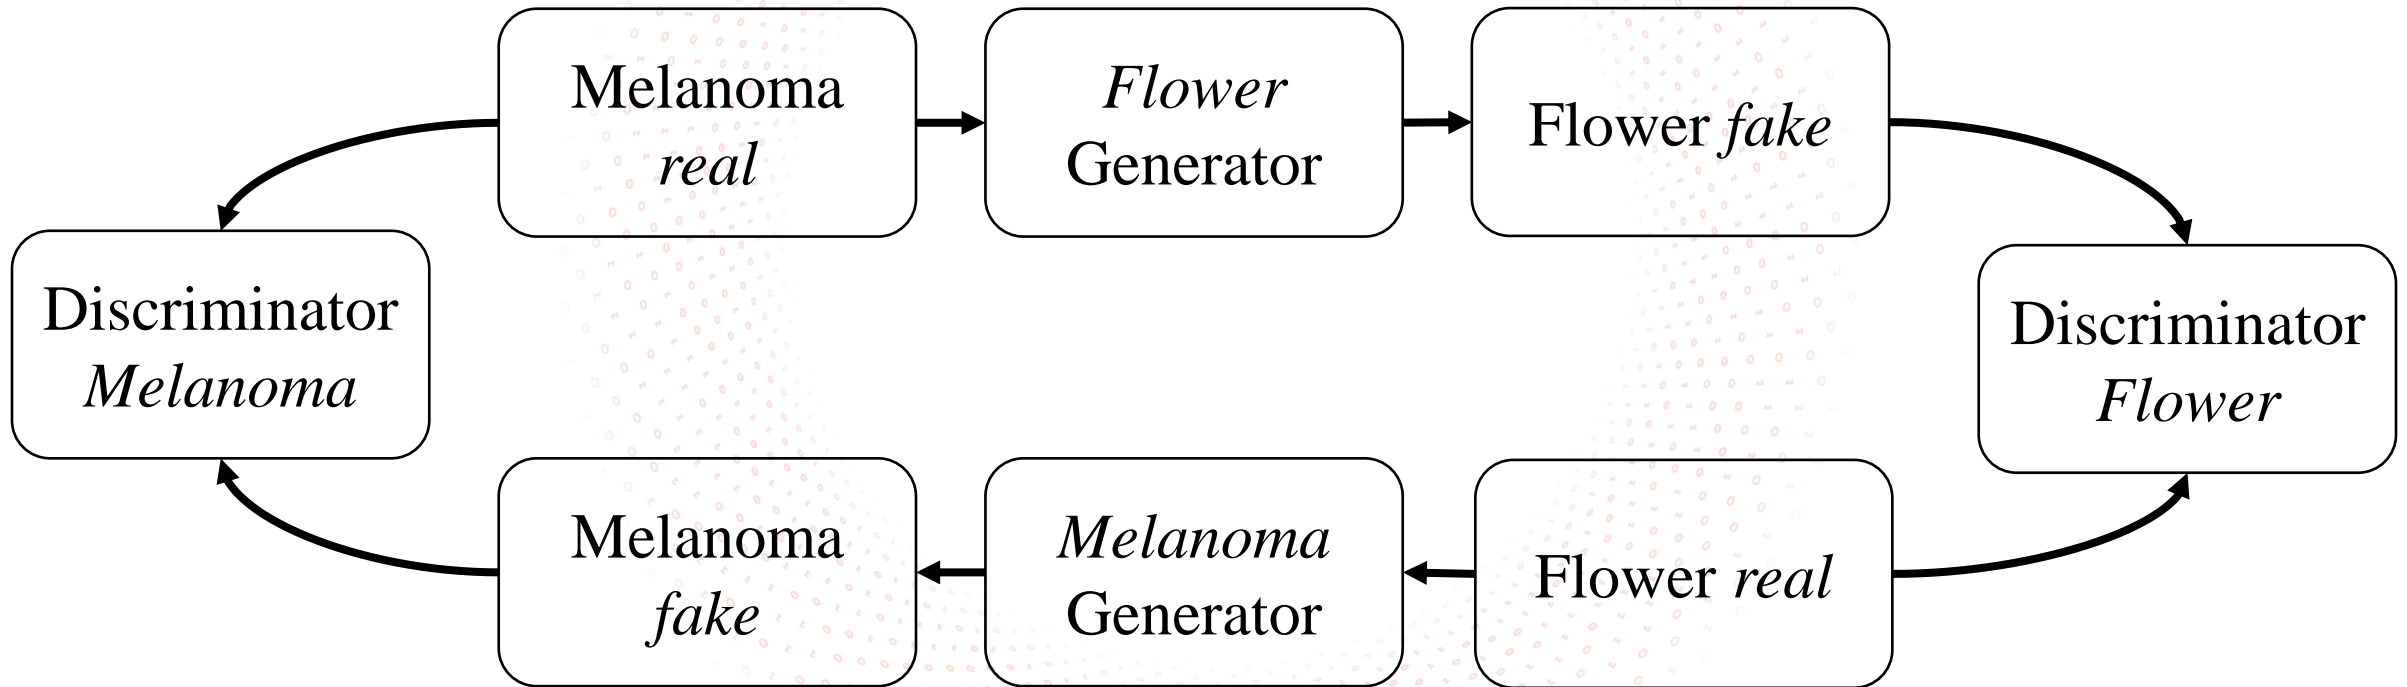 Melanoma
real
Flower
Generator
Flower fake
Discriminator
Melanoma
Discriminator
Flower
Melanoma
fake
Melanoma
Generator
Flower real